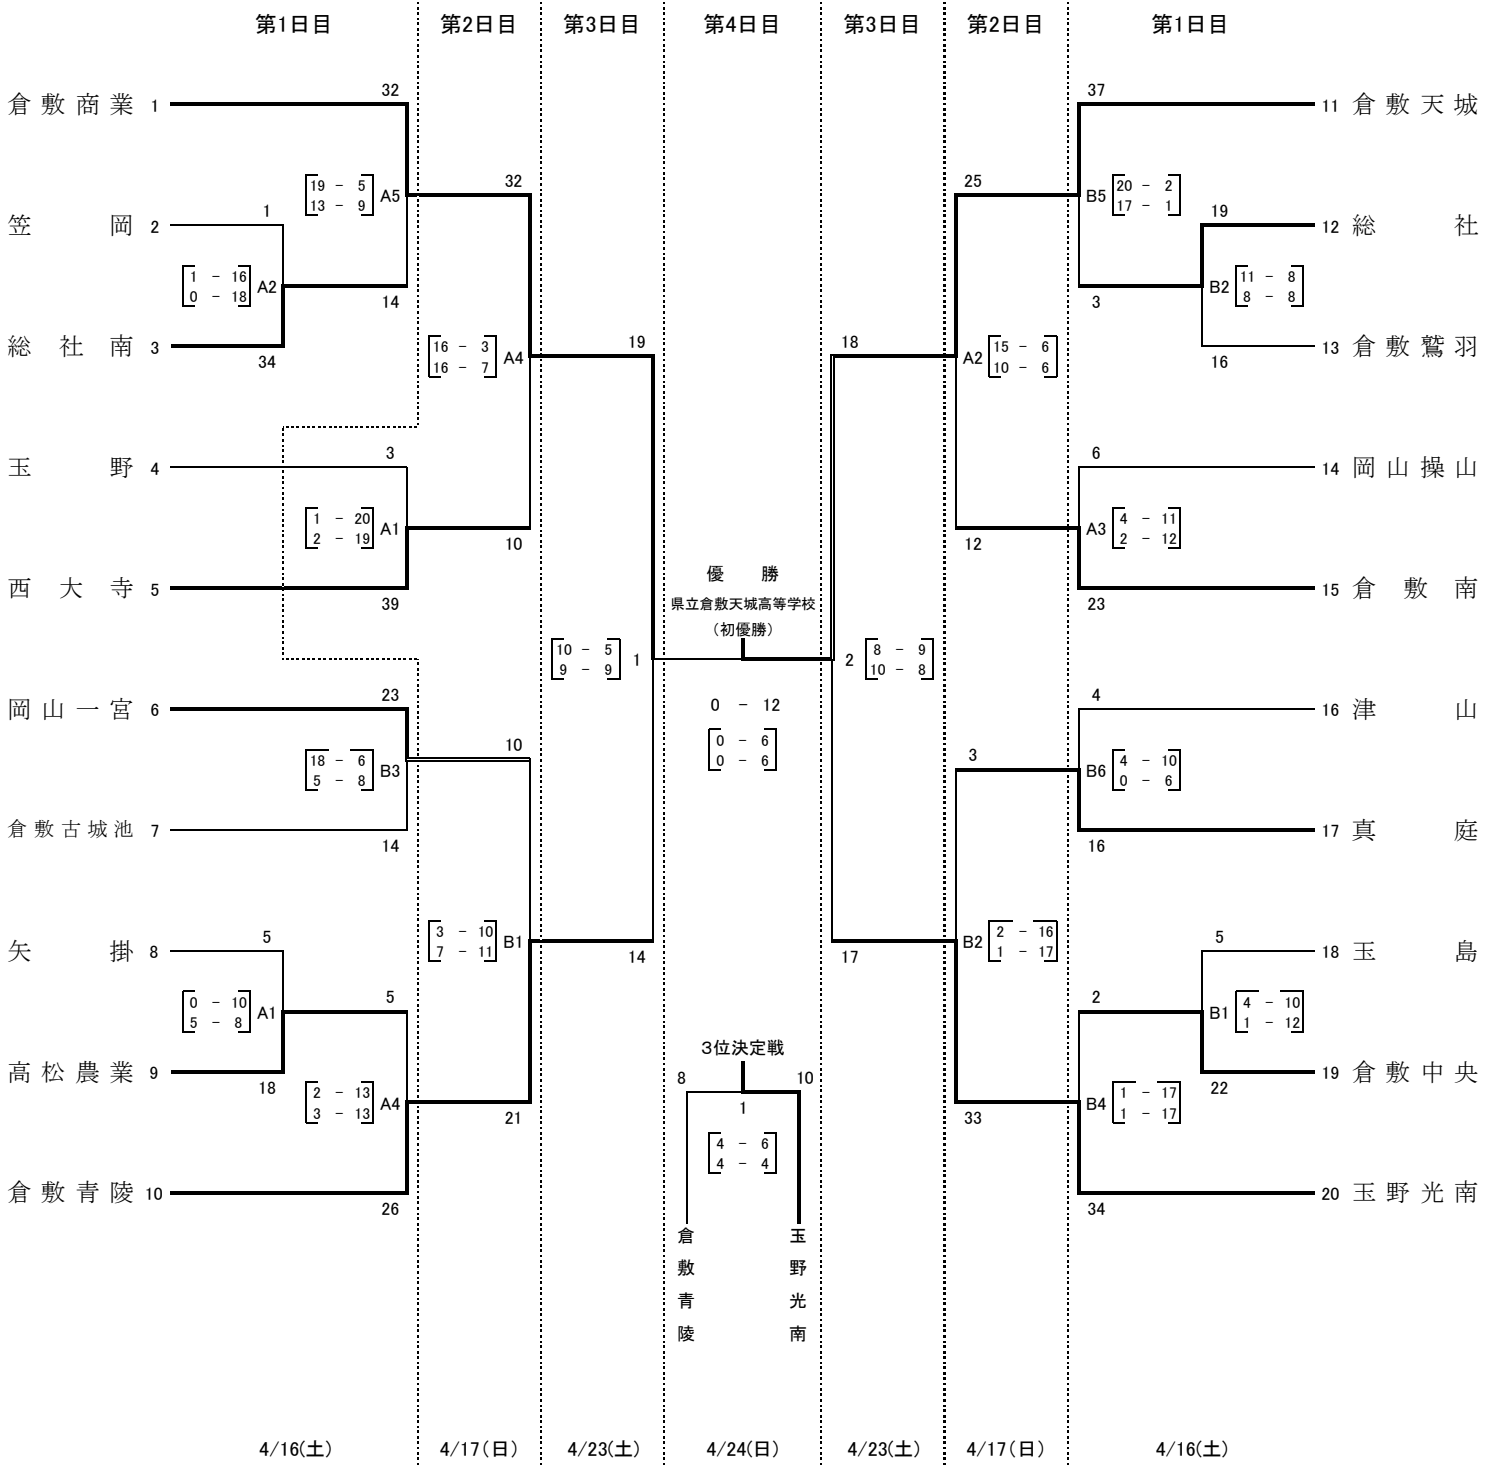 第1日目 第2日目 第3日目 第4日目 第3日目 第2日目 第1日目
32 37
倉敷商業 1 11 倉敷天城
32 25
19 - 5 A5 B5 20 - 2
13 - 9 17 - 1
1 19
笠岡 2 12 総社
1 - 16 A2 B2 11 - 8
0 - 18 8 - 8
14 3
総社南 3 13 倉敷鷲羽
34 16
19 18
16 - 3 A4 A2 15 - 6
16 - 7 10 - 6
3 6
玉野 4 14 岡山操山
1 - 20 A1 A3 4 - 11
2 - 19 2 - 12
10 12
西大寺 5 15 倉敷南
39 23
優勝
県立倉敷天城高等学校
(初優勝)
10 - 5 1 2 8 - 9
9 - 9 10 - 8
23 4
岡山一宮 6 16 津山
0 - 12
0 - 6
0 - 6
10 3
18 - 6 B3 B6 4 - 10
5 - 8 0 - 6
倉敷古城池 7 17 真庭
14 16
5 5
矢掛 8 18 玉島
3 - 10 B1 B2 2 - 16
7 - 11 1 - 17
14 17
5 2
0 - 10 A1 B1 4 - 10
5 - 8 1 - 12
高松農業 9 19 倉敷中央
18 22
3位決定戦
8 10
1
4 - 6
4 - 4
2 - 13 A4 B4 1 - 17
3 - 13 1 - 17
21 33
倉敷青陵 10 20 玉野光南
26 34
倉敷青陵 玉野光南
4/16(土) 4/17(日) 4/23(土) 4/24(日) 4/23(土) 4/17(日) 4/16(土)